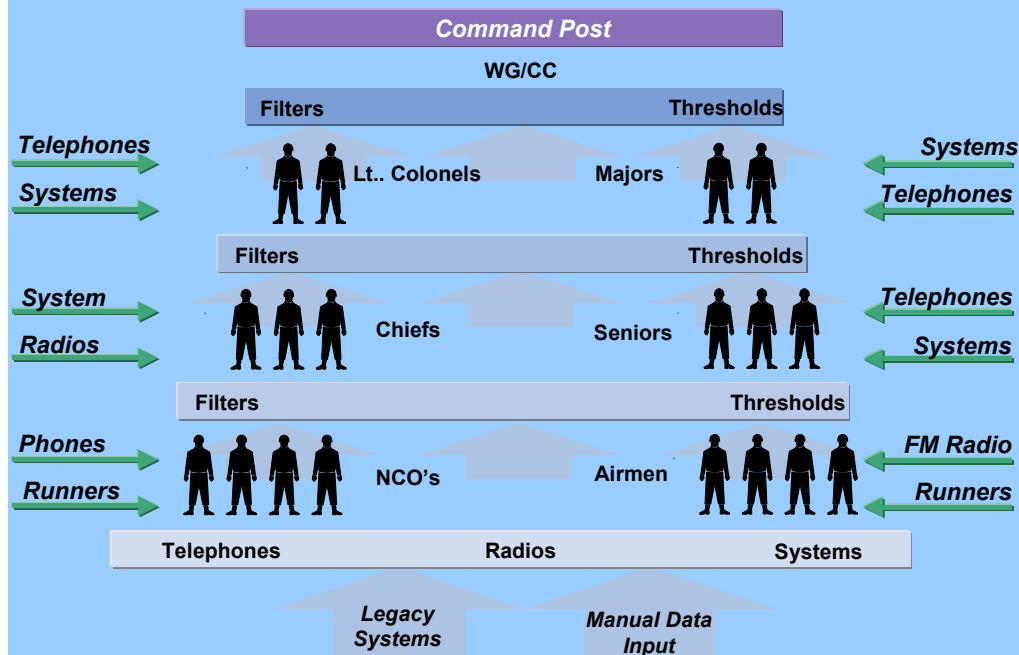 Command Post
WG/CC
Filters Thresholds
Telephones
Systems
Lt.. Colonels Majors
Systems
Telephones
Filters Thresholds
System
Radios
Chiefs Seniors
Telephones
Systems
Filters Thresholds
Phones
Runners
NCO's Airmen
FM Radio
Runners
Telephones Radios Systems
Legacy
Systems
Manual Data
Input